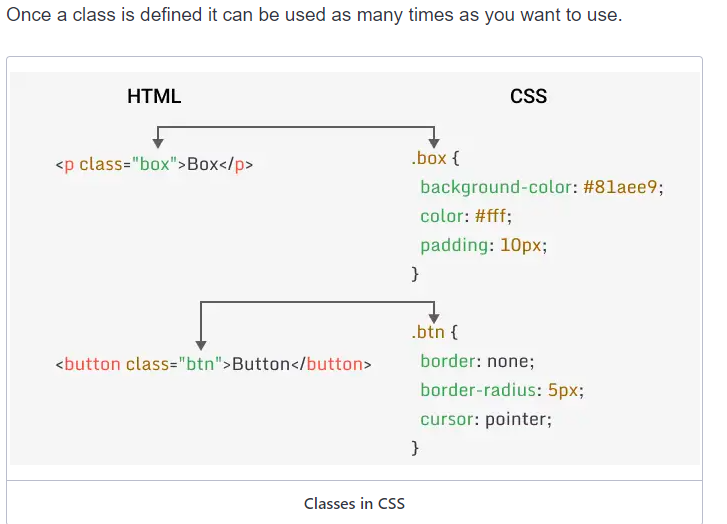 Once a class is defined it can be used as many times as you want to use.
HTML
CSS
<p class="box">Box</p>
.box {
background-color: #81aee9;
color: #fff;
padding: 10px;
}
<button class="btn">Button</button>
.btn {
border: none;
border-radius: 5px;
cursor: pointer;
}
Classes in CSS